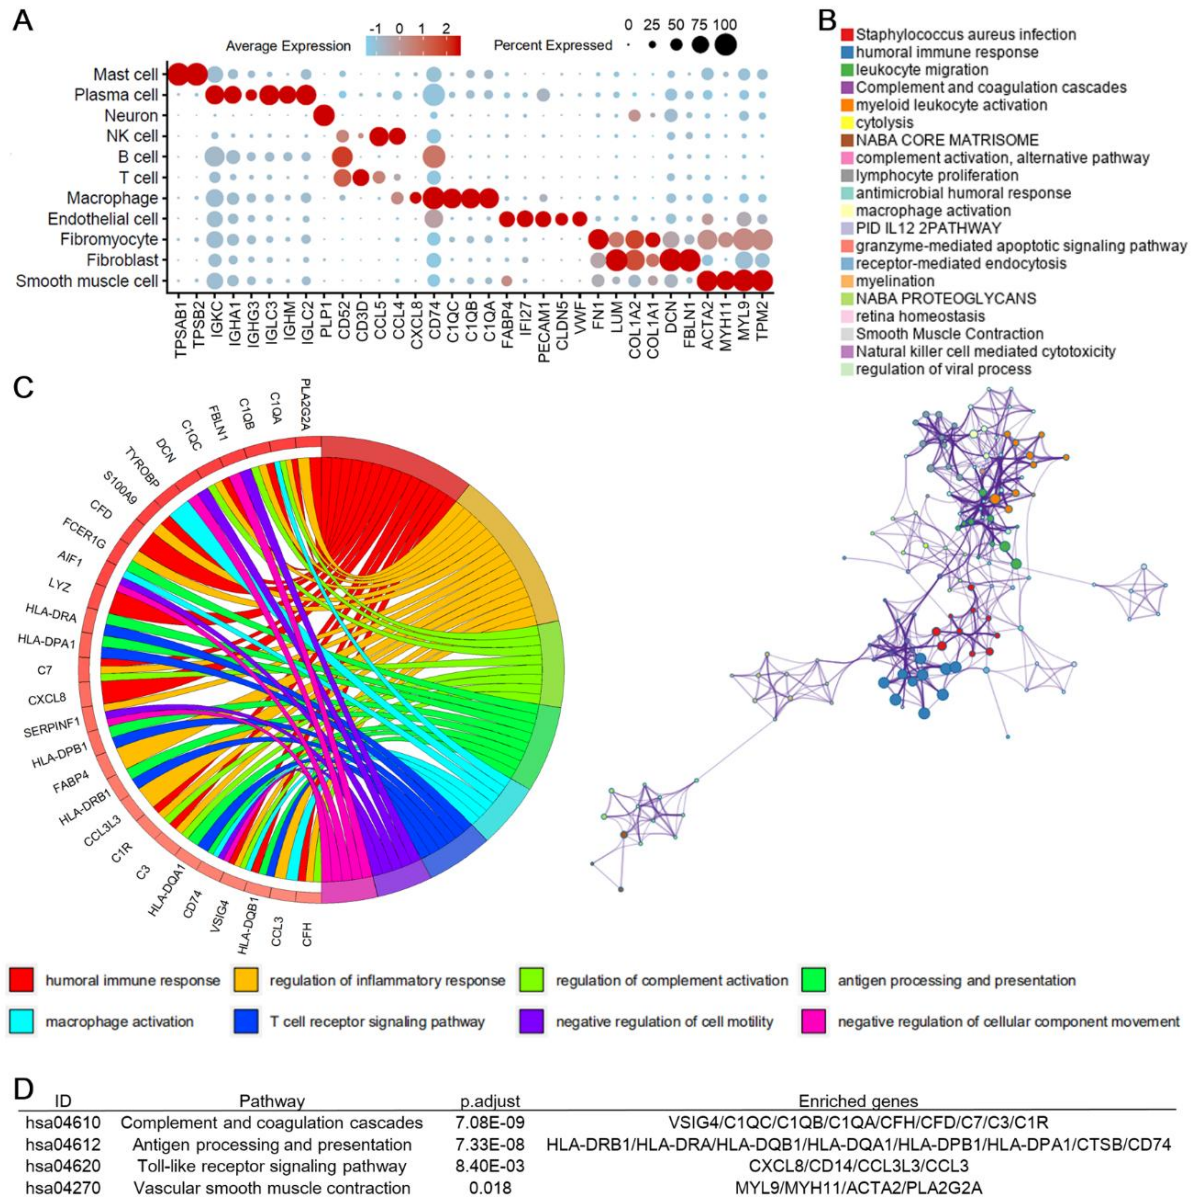 A
Average Expression
-1 0 1 2
Percent Expressed
0 25 50 75 100
Mast cell
Plasma cell
Neuron
NK cell
B cell
T cell
Macrophage
Endothelial cell
Fibromyocyte
Fibroblast
Smooth muscle cell
TPSAB1
TPSB2
IGKC
IGHA1
IGHG3
IGLC3
IGHM
IGLC2
PLP1
CD52
CD3D
CCL5
CCL4
CXCL8
CD74
C1QC
C1QB
C1QA
FABP4
IFI27
PECAM1
CLDN5
VWF
FN1
LUM
COL1A2
COL1A1
DCN
FBLN1
ACTA2
MYH11
MYL9
TPM2
B
Staphylococcus aureus infection
humoral immune response
leukocyte migration
Complement and coagulation cascades
myeloid leukocyte activation
cytolysis
NABA CORE MATRISOME
complement activation, alternative pathway
lymphocyte proliferation
antimicrobial humoral response
macrophage activation
PID IL12 2PATHWAY
granzyme-mediated apoptotic signaling pathway
receptor-mediated endocytosis
myelination
NABA PROTEOGLYCANS
retina homeostasis
Smooth Muscle Contraction
Natural killer cell mediated cytotoxicity
regulation of viral process
C
PLA2G2A
C1QA
C1QB
FBLN1
C1QC
DCN
TYROBP
S100A9
CFD
FCER1G
AIF1
LYZ
HLA-DRA
HLA-DPA1
C7
CXCL8
SERPINF1
HLA-DPB1
FABP4
HLA-DRB1
CCL3L3
C1R
C3
HLA-DQA1
CD74
VSIG4
HLA-DQB1
CCL3
CFH
humoral immune response
regulation of inflammatory response
regulation of complement activation
antigen processing and presentation
macrophage activation
T cell receptor signaling pathway
negative regulation of cell motility
negative regulation of cellular component movement
D
ID Pathway p.adjust Enriched genes
hsa04610 Complement and coagulation cascades 7.08E-09 VSIG4/C1QC/C1QB/C1QA/CFH/CFD/C7/C3/C1R
hsa04612 Antigen processing and presentation 7.33E-08 HLA-DRB1/HLA-DRA/HLA-DQB1/HLA-DQA1/HLA-DPB1/HLA-DPA1/CTSB/CD74
hsa04620 Toll-like receptor signaling pathway 8.40E-03 CXCL8/CD14/CCL3L3/CCL3
hsa04270 Vascular smooth muscle contraction 0.018 MYL9/MYH11/ACTA2/PLA2G2A